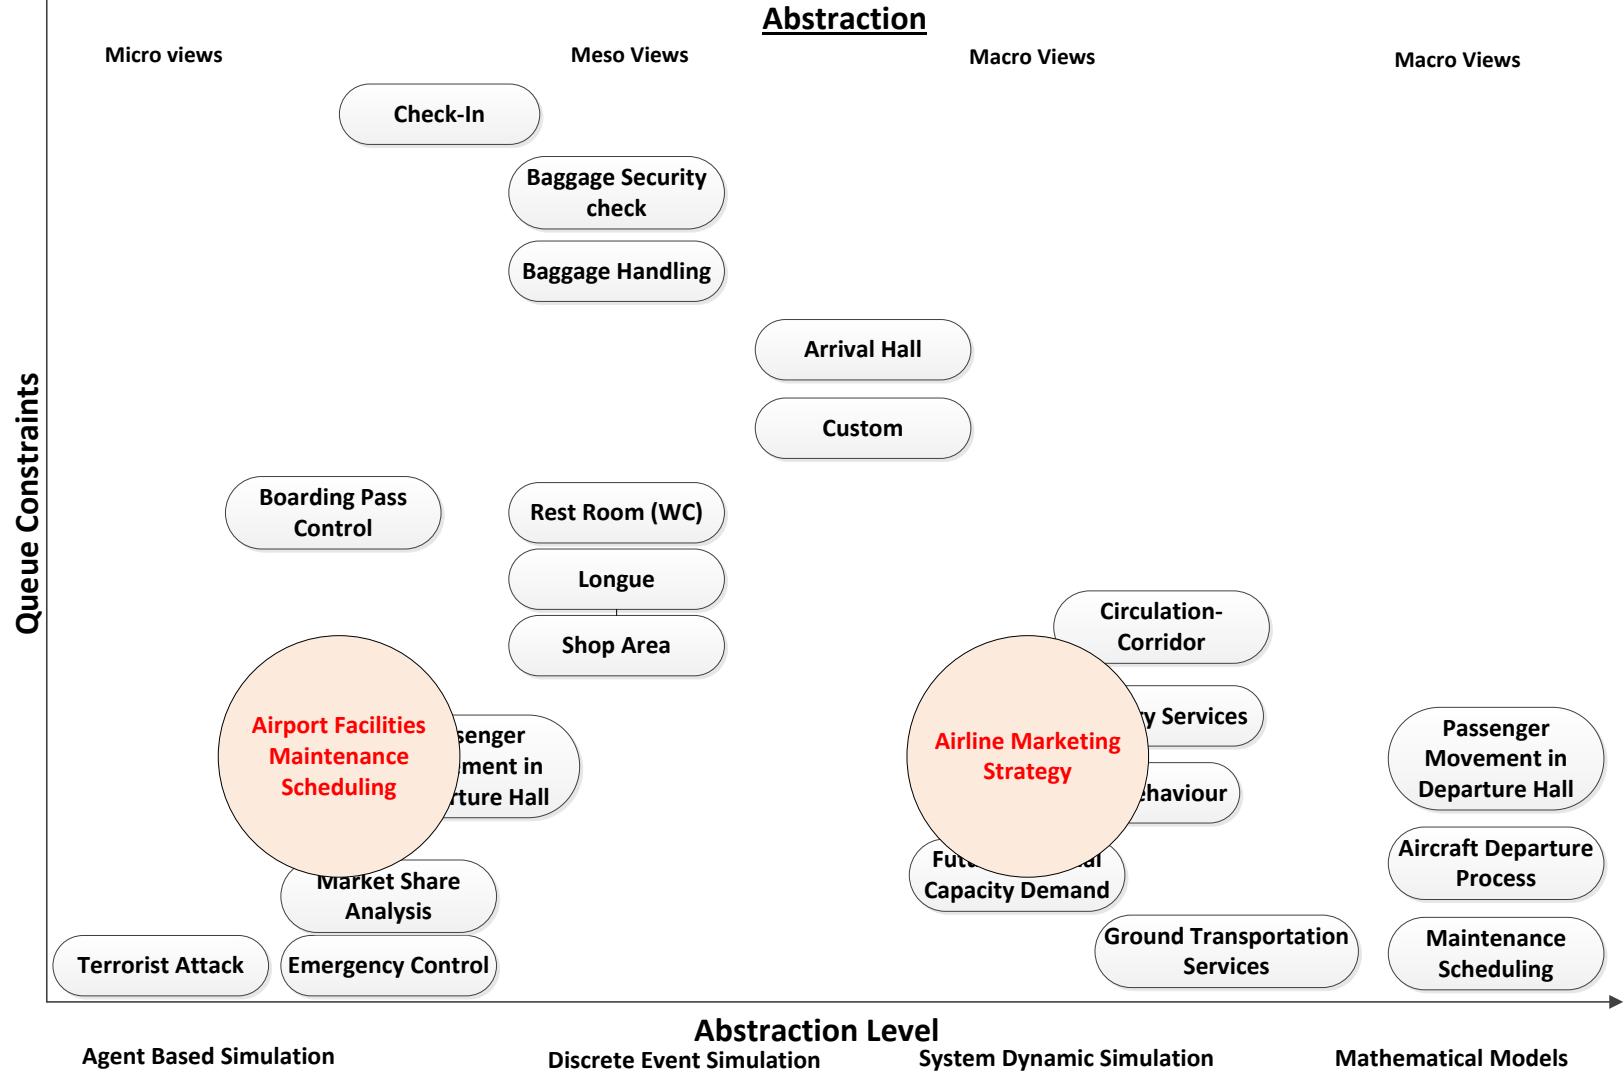 Abstraction
Micro views
Meso Views
Macro Views
Macro Views
Check-In
Baggage Security
check
Baggage Handling
Arrival Hall
Custom
Queue Constraints
Boarding Pass
Control
Rest Room (WC)
Longue
Shop Area
Circulation-
Corridor
Airport Facilities
Maintenance
Scheduling
Airline Marketing
Strategy
Services
Passenger
Movement in
Departure Hall
in
Hall
Capacity Demand
Aircraft Departure
Process
Market Share
Analysis
Ground Transportation
Services
Maintenance
Scheduling
Terrorist Attack
Emergency Control
Abstraction Level
Agent Based Simulation
Discrete Event Simulation
System Dynamic Simulation
Mathematical Models